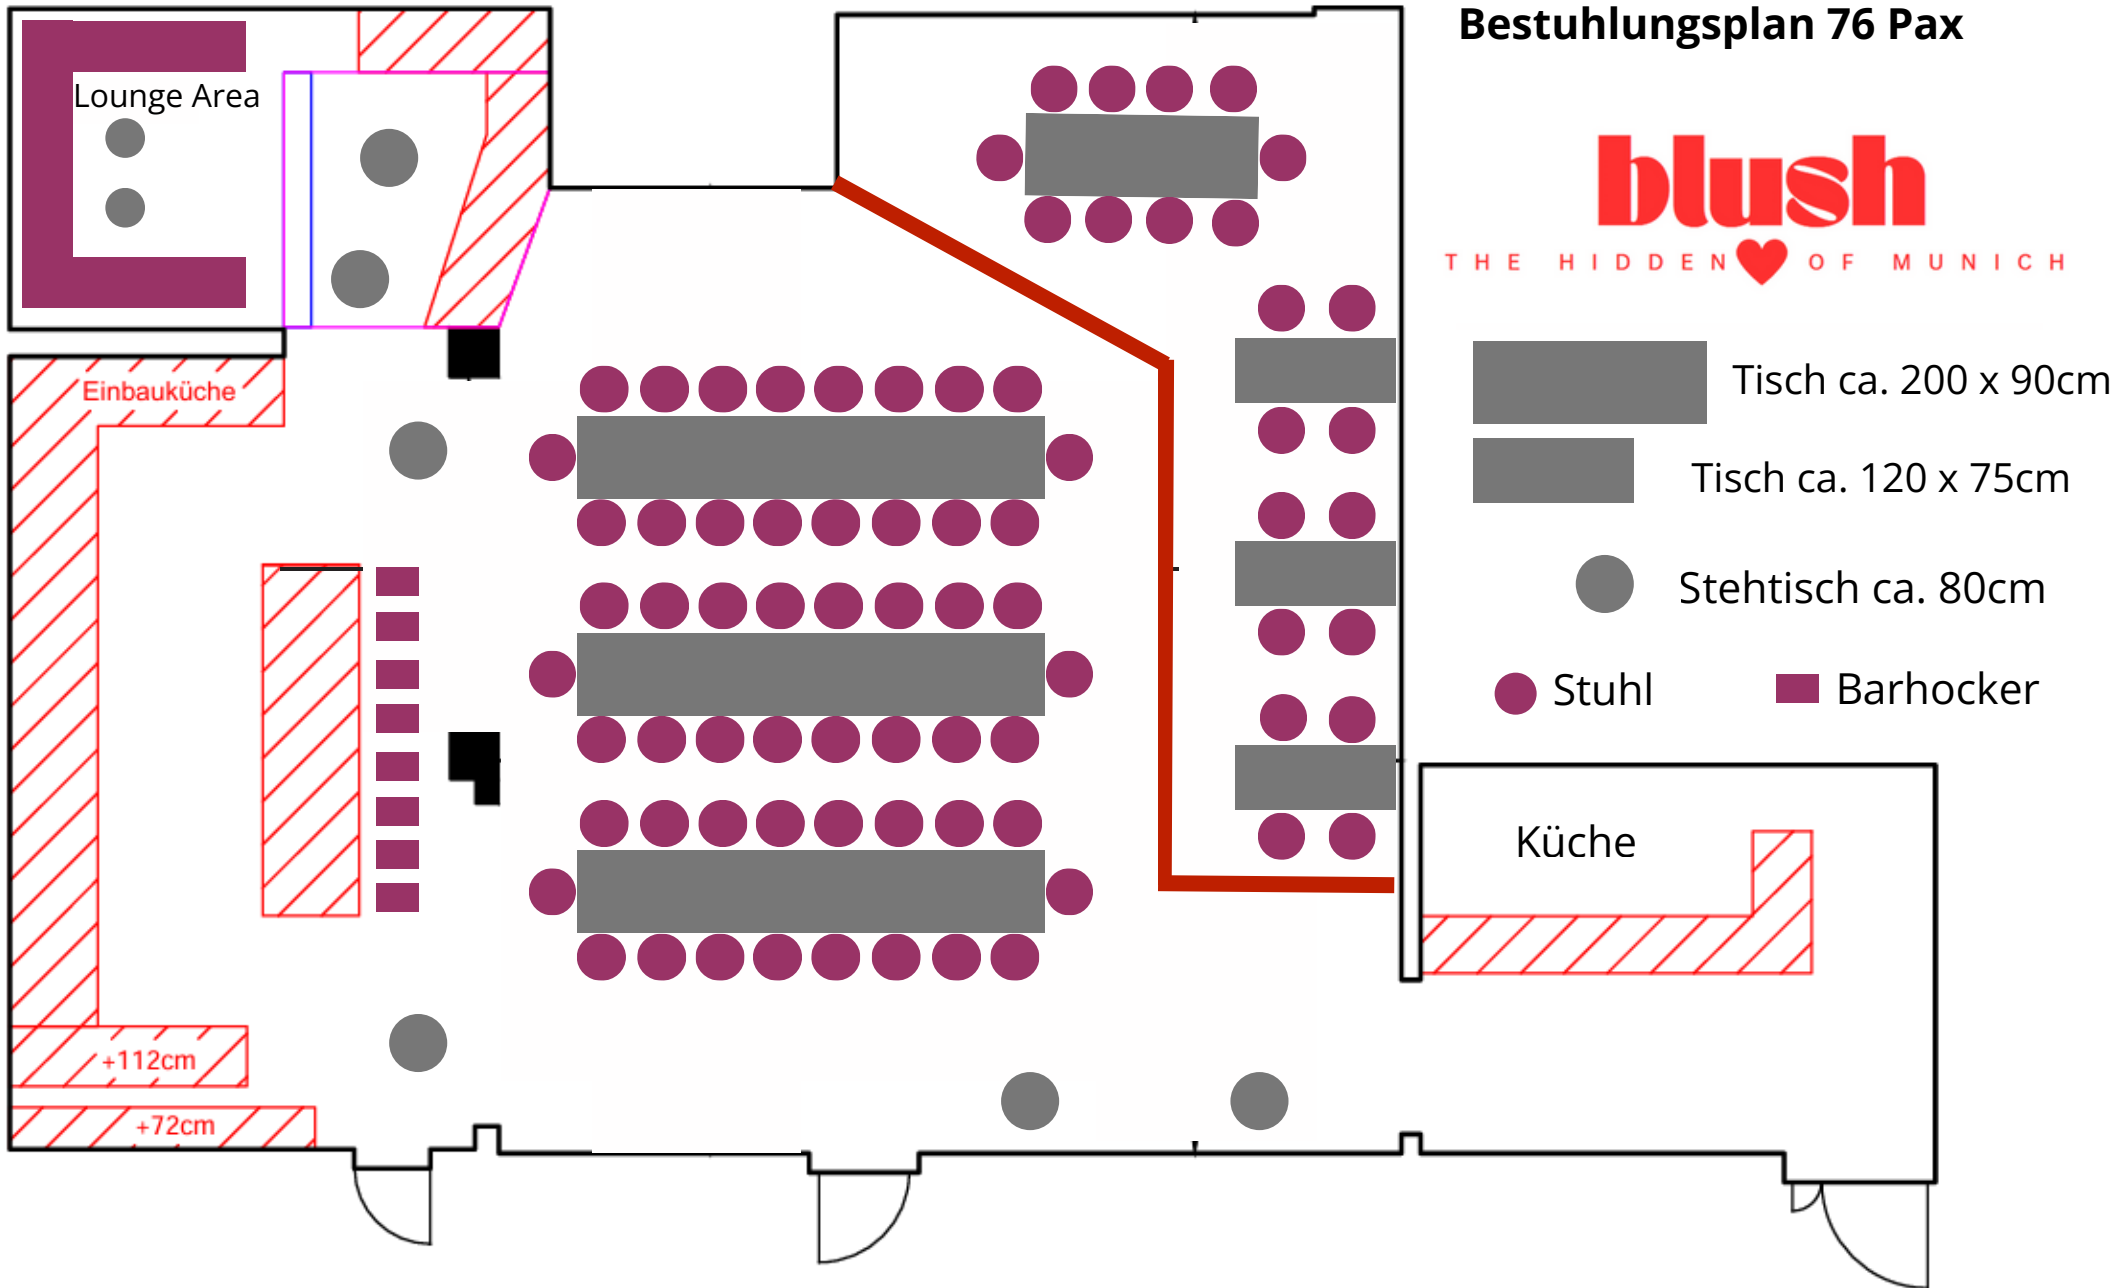 Bestuhlungsplan 76 Pax
Lounge Area
blush
THE HIDDEN OF MUNICH
Einbauküche
Tisch ca. 200 x 90cm
Tisch ca. 120 x 75cm
Stehtisch ca. 80cm
Stuhl
Barhocker
Küche
+112cm
+72cm